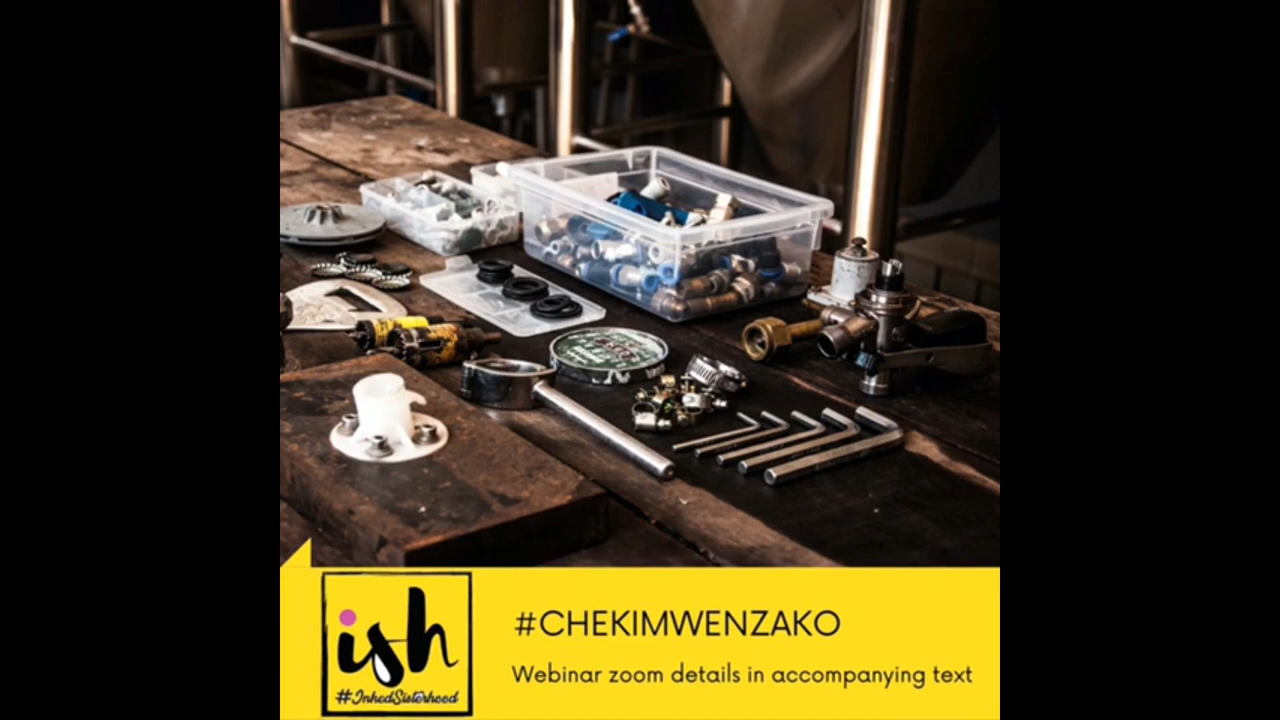 ish
#InkedSisterhood
#CHEKIMWENZAKO
Webinar zoom details in accompanying text